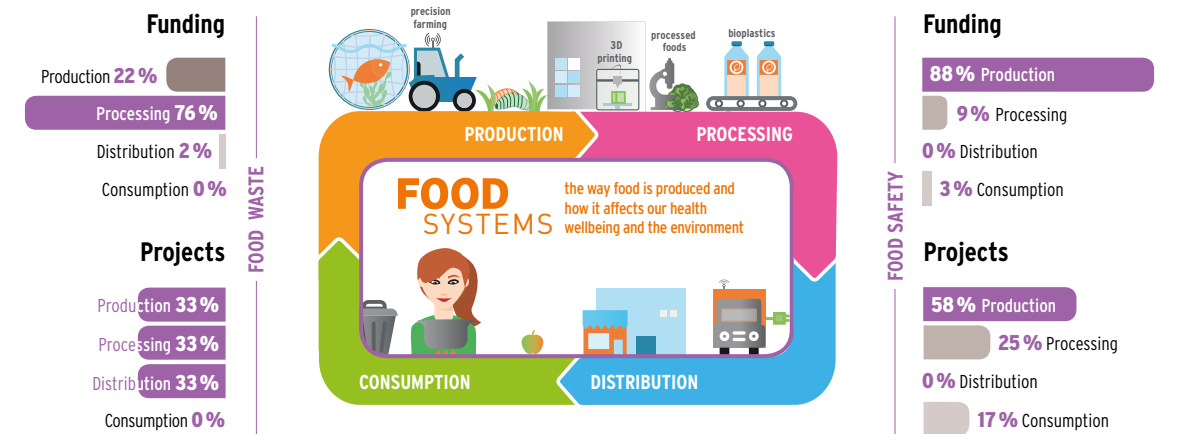 Funding
Production 22 %
Processing 76 %
Distribution 2 %
Consumption 0 %
Projects
Production 33 %
Processing 33 %
Distribution 33 %
Consumption 0 %
FOOD WASTE
precision
farming
3D
printing
processed
foods
bioplastics
PRODUCTION
PROCESSING
FOOD
SYSTEMS
the way food is produced and
how it affects our health
wellbeing and the environment
CONSUMPTION
DISTRIBUTION
FOOD SAFETY
Funding
88 % Production
9 % Processing
0 % Distribution
3 % Consumption
Projects
58 % Production
25 % Processing
0 % Distribution
17 % Consumption